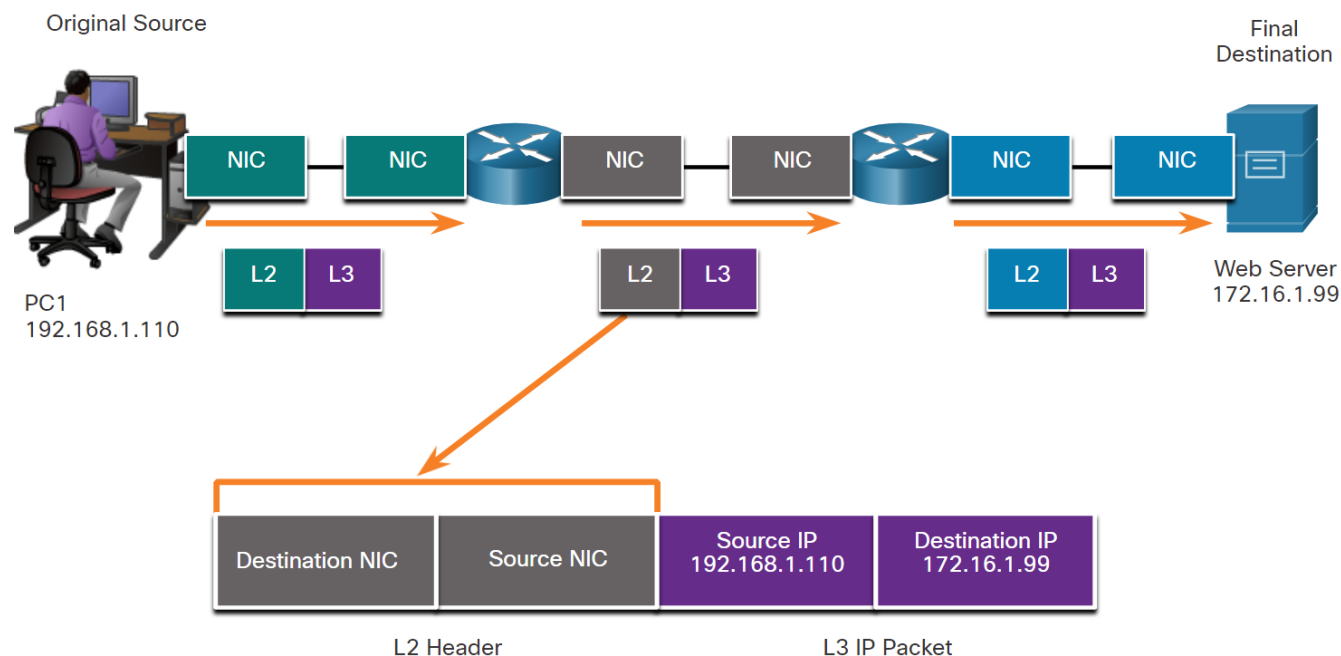 Original Source
Final
Destination
NIC
NIC
NIC
NIC
NIC
NIC
L2
L3
L2
L3
L2
L3
PC1
192.168.1.110
Web Server
172.16.1.99
Destination NIC
Source NIC
Source IP
192.168.1.110
Destination IP
172.16.1.99
L2 Header
L3 IP Packet